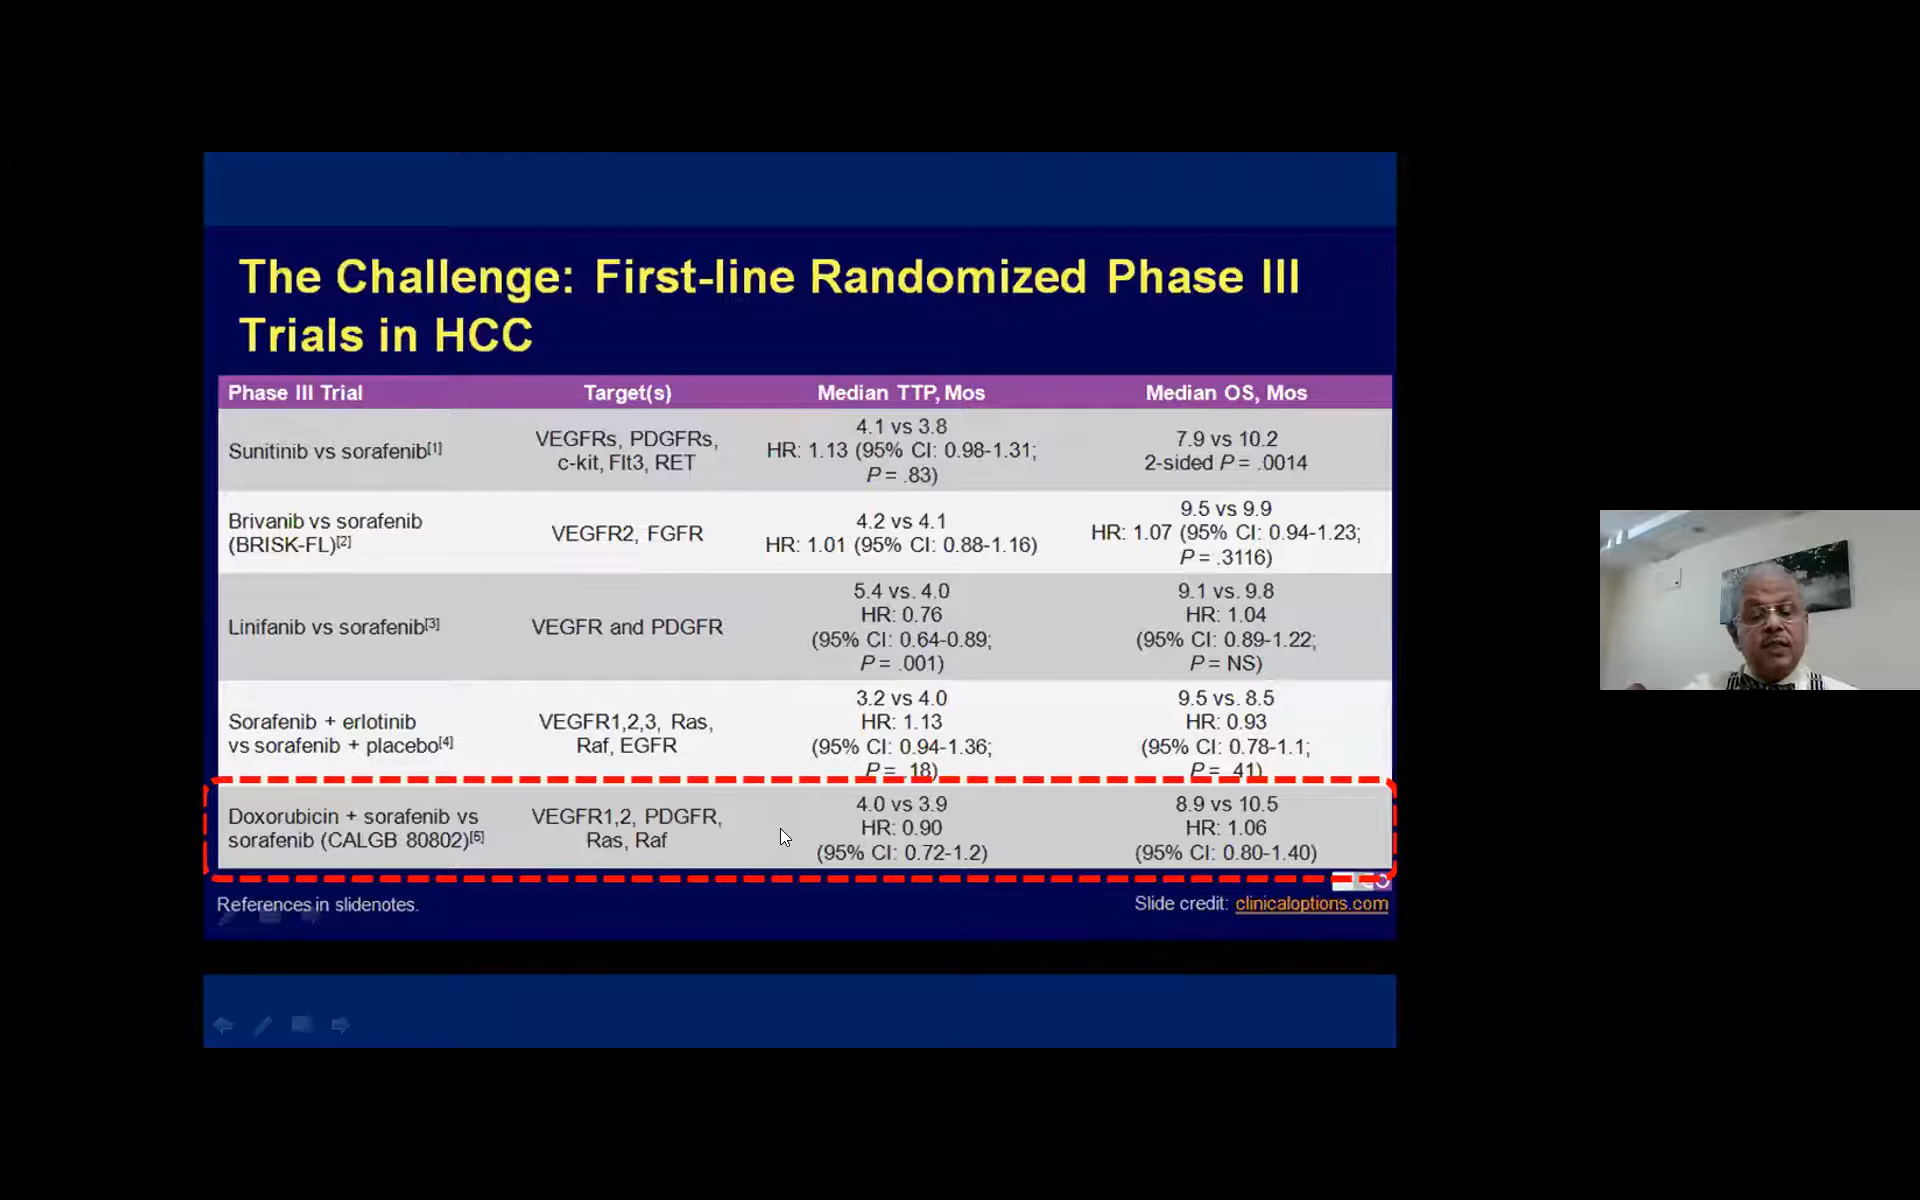 The Challenge: First-line Randomized Phase III
Trials in HCC
Phase III Trial
Target(s)
Median TTP, Mos
Median OS, Mos
Sunitinib vs sorafenib[1]
VEGFRs, PDGFRs,
c-kit, Flt3, RET
4.1 vs 3.8
HR: 1.13 (95% CI: 0.98-1.31;
P = .83)
7.9 vs 10.2
2-sided P = .0014
Brivanib vs sorafenib
(BRISK-FL)[2]
VEGFR2, FGFR
4.2 vs 4.1
HR: 1.01 (95% CI: 0.88-1.16)
9.5 vs 9.9
HR: 1.07 (95% CI: 0.94-1.23;
P = .3116)
Linifanib vs sorafenib[3]
VEGFR and PDGFR
5.4 vs. 4.0
HR: 0.76
(95% CI: 0.64-0.89;
P = .001)
9.1 vs. 9.8
HR: 1.04
(95% CI: 0.89-1.22;
P = NS)
Sorafenib + erlotinib
vs sorafenib + placebo[4]
VEGFR1,2,3, Ras,
Raf, EGFR
3.2 vs 4.0
HR: 1.13
(95% CI: 0.94-1.36;
P = .18)
9.5 vs. 8.5
HR: 0.93
(95% CI: 0.78-1.1;
P = .41)
Doxorubicin + sorafenib vs
sorafenib (CALGB 80802)[5]
VEGFR1,2, PDGFR,
Ras, Raf
4.0 vs 3.9
HR: 0.90
(95% CI: 0.72-1.2)
8.9 vs 10.5
HR: 1.06
(95% CI: 0.80-1.40)
References in slidenotes.
Slide credit: clinicaloptions.com